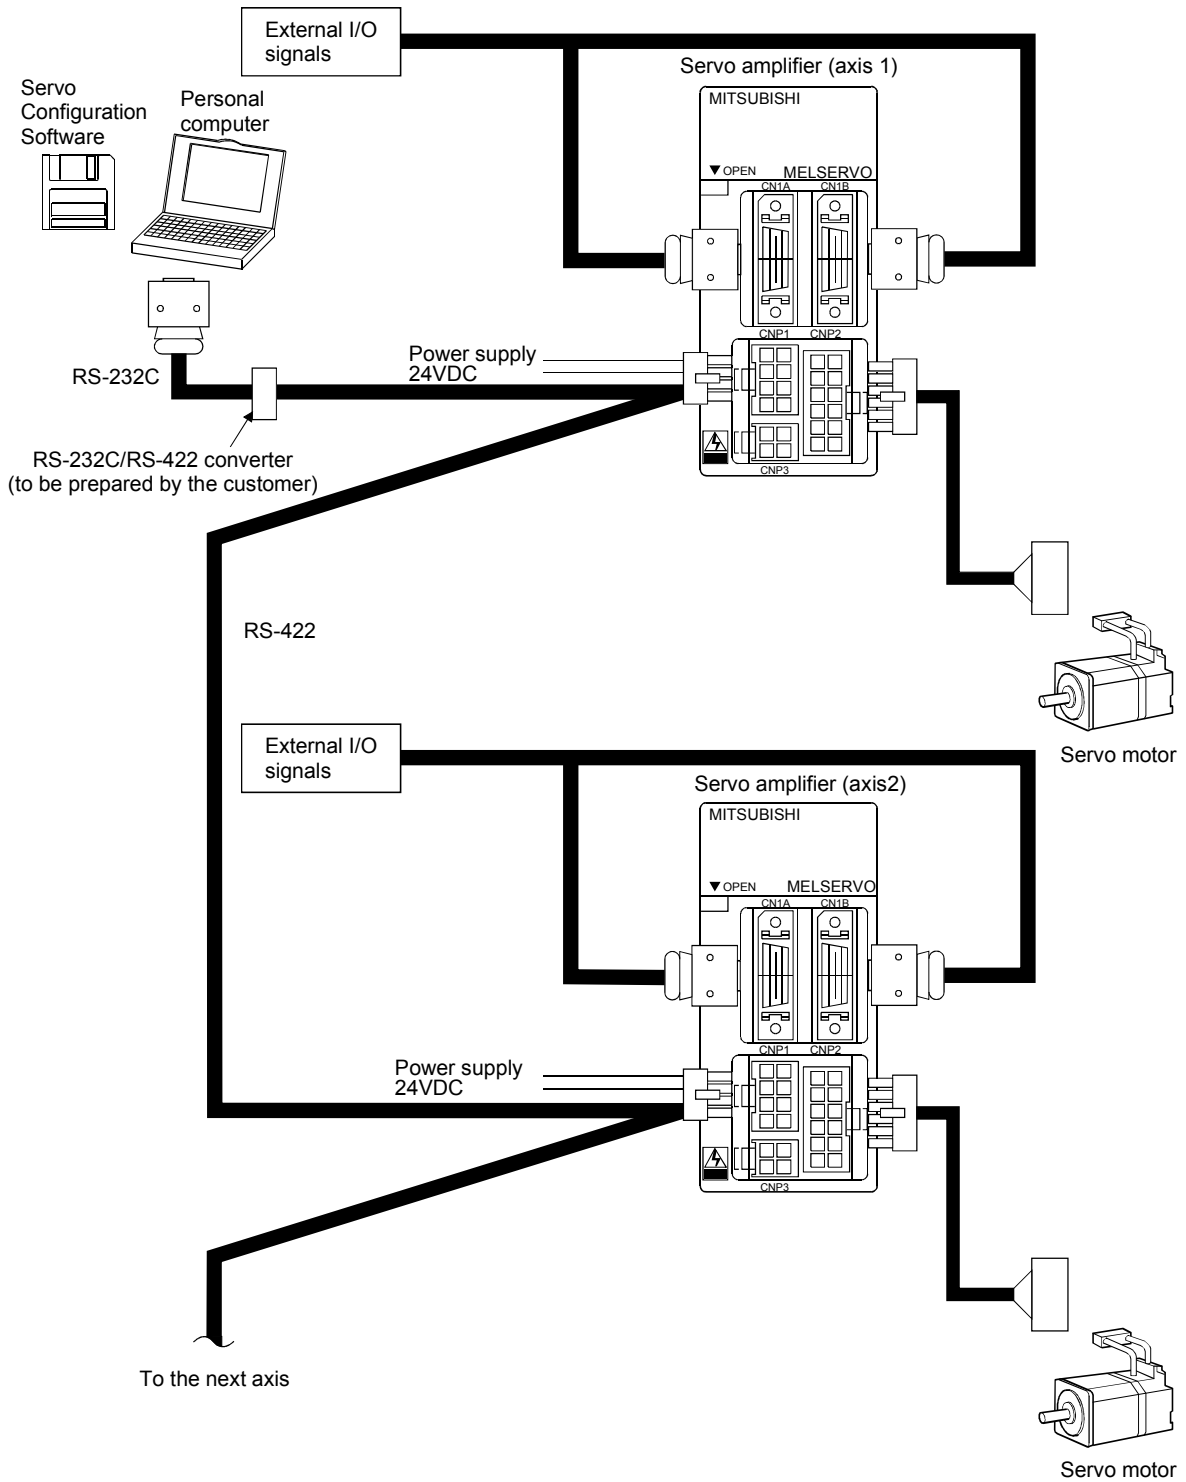 External I/O
signals
Servo amplifier (axis 1)
Servo
Configuration
Software
Personal
computer
MITSUBISHI
▼ OPEN MELSERVO
CN1A CN1B
CNP1 CNP2
Power supply
24VDC
RS-232C
RS-232C/RS-422 converter
(to be prepared by the customer)
CNP3
RS-422
Servo motor
External I/O
signals
Servo amplifier (axis2)
MITSUBISHI
▼ OPEN MELSERVO
CN1A CN1B
CNP1 CNP2
Power supply
24VDC
CNP3
To the next axis
Servo motor